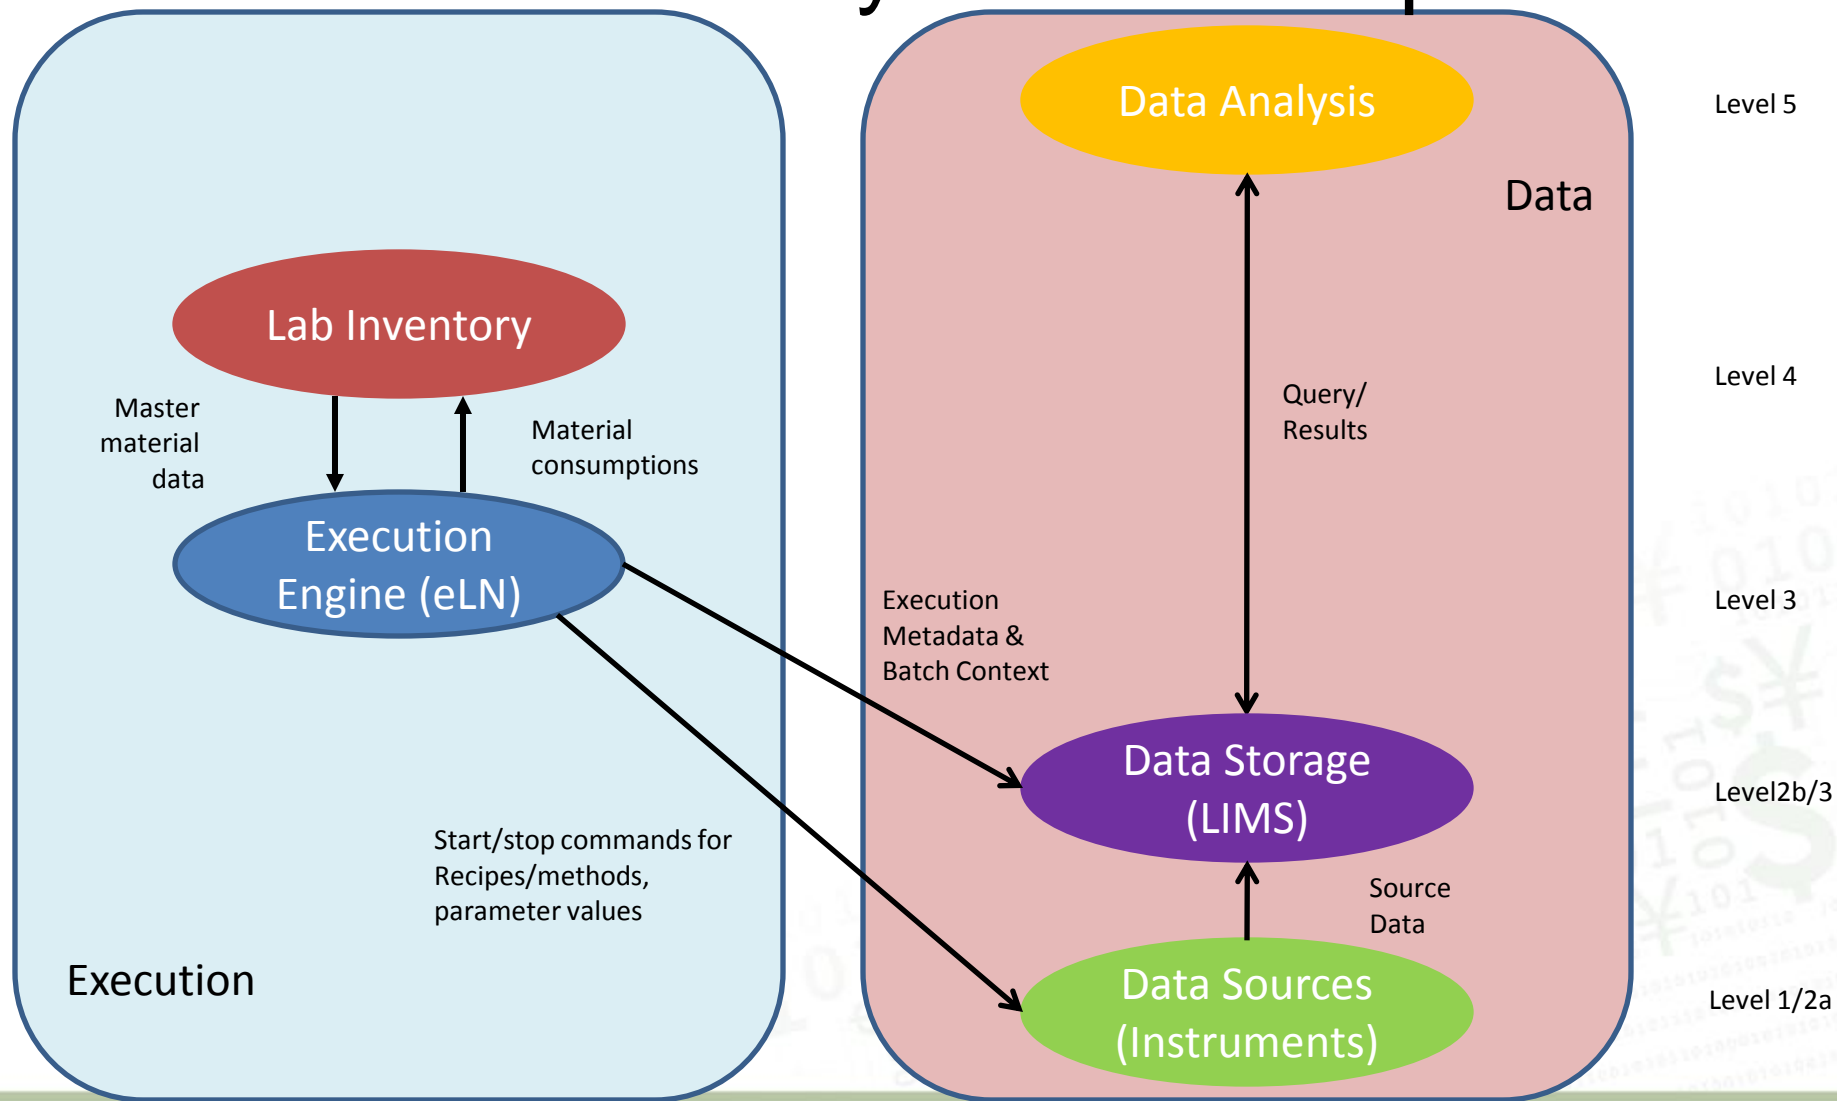 Data Analysis
Level 5
Data
Lab Inventory
Level 4
Master
material
data
Material
consumptions
Query/
Results
Execution
Engine (eLN)
Execution
Metadata &
Batch Context
Level 3
Data Storage
(LIMS)
Level2b/3
Start/stop commands for
Recipes/methods,
parameter values
Source
Data
Execution
Data Sources
(Instruments)
Level 1/2a